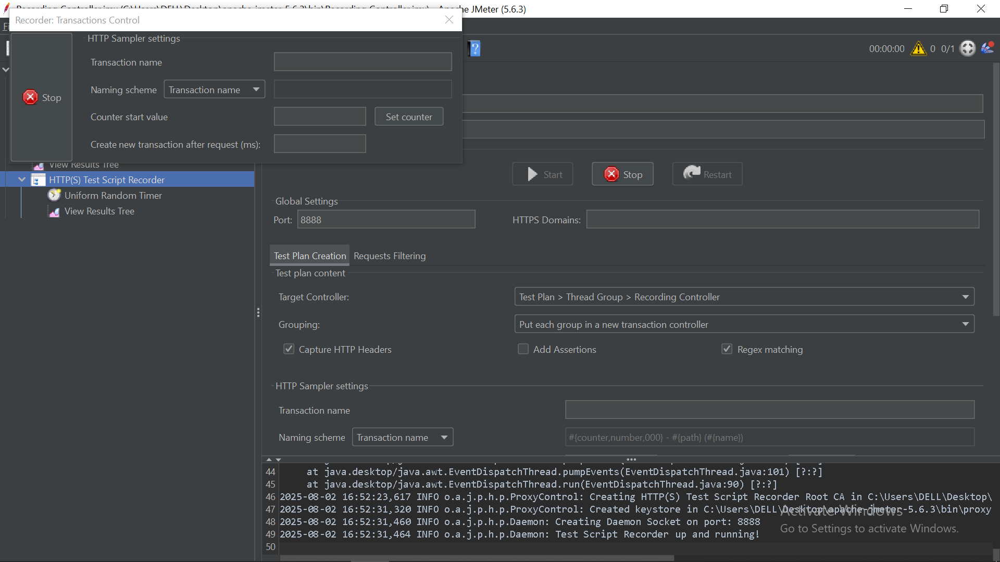 Apache JMeter (5.6.3)
Recorder: Transactions Control
HTTP Sampler settings
Transaction name
Naming scheme Transaction name
Counter start value Set counter
Create new transaction after request (ms):
Stop
00:00:00 0 0/1
View Results Tree
HTTP(S) Test Script Recorder
Uniform Random Timer
View Results Tree
Start Stop Restart
Global Settings
Port: 8888 HTTPS Domains:
Test Plan Creation Requests Filtering
Test plan content
Target Controller: Test Plan > Thread Group > Recording Controller
Grouping: Put each group in a new transaction controller
Capture HTTP Headers Add Assertions Regex matching
HTTP Sampler settings
Transaction name
Naming scheme Transaction name #{counter,number,000} - #{path} (#{name})
44 at java.desktop/java.awt.EventDispatchThread.pumpEvents(EventDispatchThread.java:101) [?:?]
45 at java.desktop/java.awt.EventDispatchThread.run(EventDispatchThread.java:90) [?:?]
46 2025-08-02 16:52:23,617 INFO o.a.j.p.h.p.ProxyControl: Creating HTTP(S) Test Script Recorder Root CA in C:\Users\DELL\Desktop\
47 2025-08-02 16:52:31,320 INFO o.a.j.p.h.p.ProxyControl: Created keystore in C:\Users\DELL\Desktop\apache-jmeter-5.6.3\bin\proxy
48 2025-08-02 16:52:31,460 INFO o.a.j.p.h.p.Daemon: Creating Daemon Socket on port: 8888
49 2025-08-02 16:52:31,464 INFO o.a.j.p.h.p.Daemon: Test Script Recorder up and running!
50
Activate Windows
Go to Settings to activate Windows.